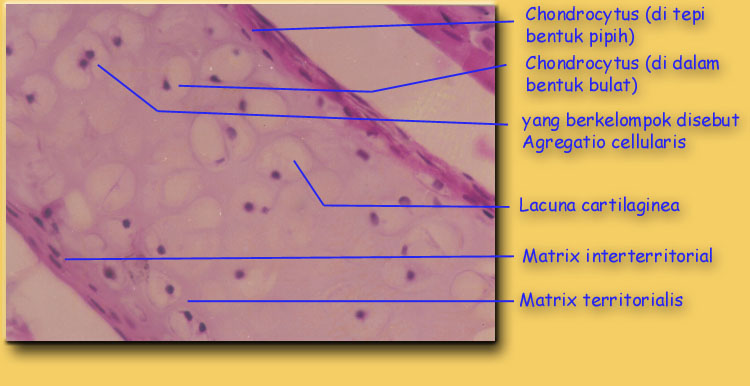 Chondrocytus (di tepi
bentuk pipih)
Chondrocytus (di dalam
bentuk bulat)
yang berkelompok disebut
Agregatio cellularis
Lacuna cartilaginea
Matrix interterritorial
Matrix territorialis